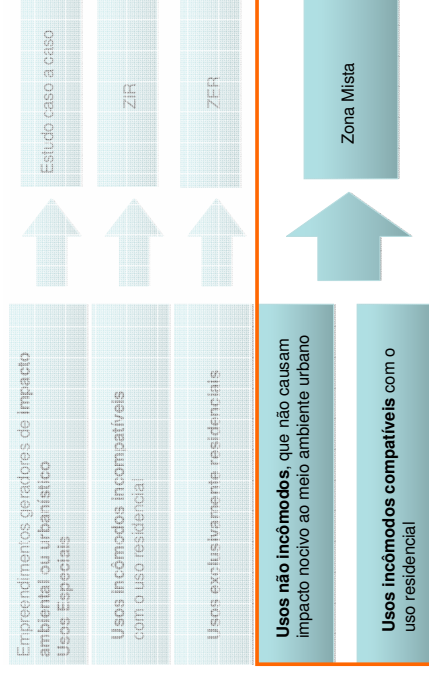 Empreendimentos geradores de impacto
ambiental ou urbanístico
Usos Especiais
Estudo caso a caso
Usos incômodos incompatíveis
com o uso residencial
ZIR
Usos exclusivamente residenciais
ZER
Usos não incômodos, que não causam
impacto nocivo ao meio ambiente urbano
Usos incômodos compatíveis com o
uso residencial
Zona Mista